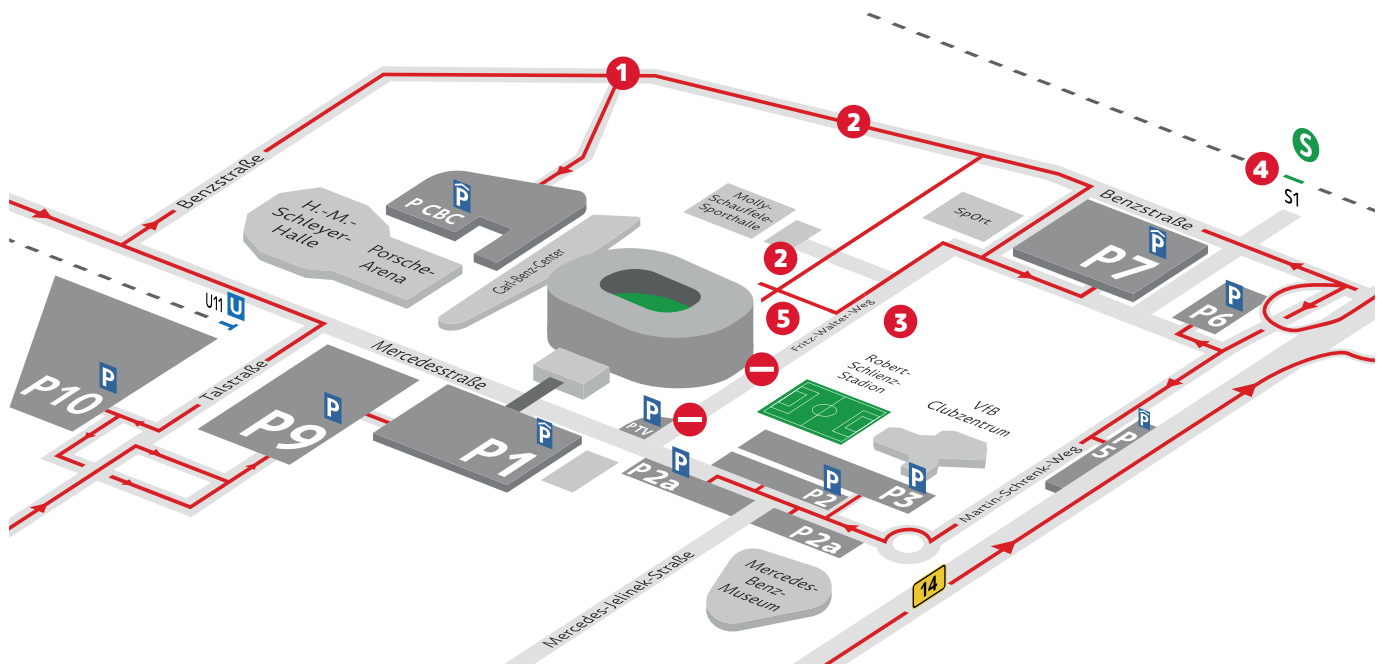 1
2
S
4
S1
Benzstraße
Benzstraße
P
P CBC
H.-M.-
Schleyer-
Halle
Porsche-
Arena
Carl-Benz-Center
Molly-
Schauffele-
Sporthalle
SpOrt
P
P7
2
5
3
Fritz-Walter-Weg
P
P6
U11
U
Mercedesstraße
Talstraße
P
P10
P
P9
P
P1
P
PTV
Robert-
Schlienz-
Stadion
VfB
Clubzentrum
P
P5
Martin-Schrenk-Weg
P
P2a
P
P2
P
P3
P2a
Mercedes-Jelinek-Straße
Mercedes-
Benz-
Museum
14